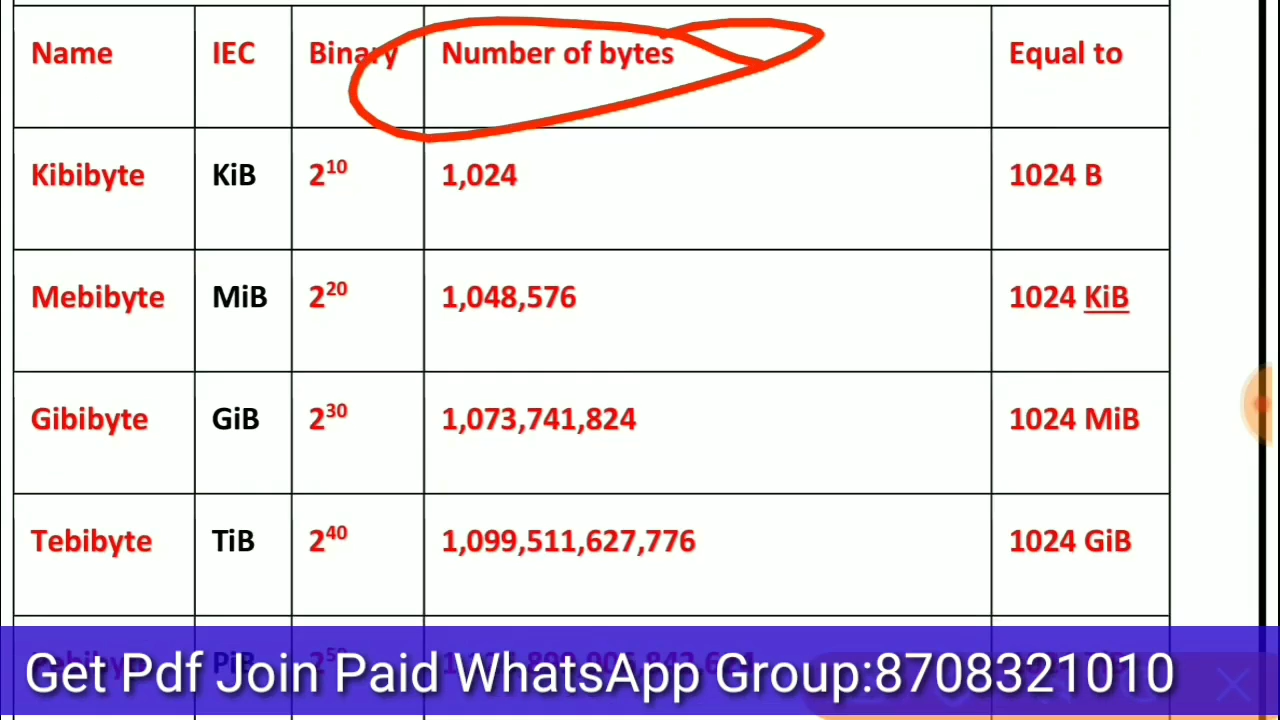 Name IEC Binary Number of bytes Equal to
Kibibyte KiB 2¹⁰ 1,024 1024 B
Mebibyte MiB 2²⁰ 1,048,576 1024 KiB
Gibibyte GiB 2³⁰ 1,073,741,824 1024 MiB
Tebibyte TiB 2⁴⁰ 1,099,511,627,776 1024 GiB
Get Pdf Join Paid WhatsApp Group:8708321010